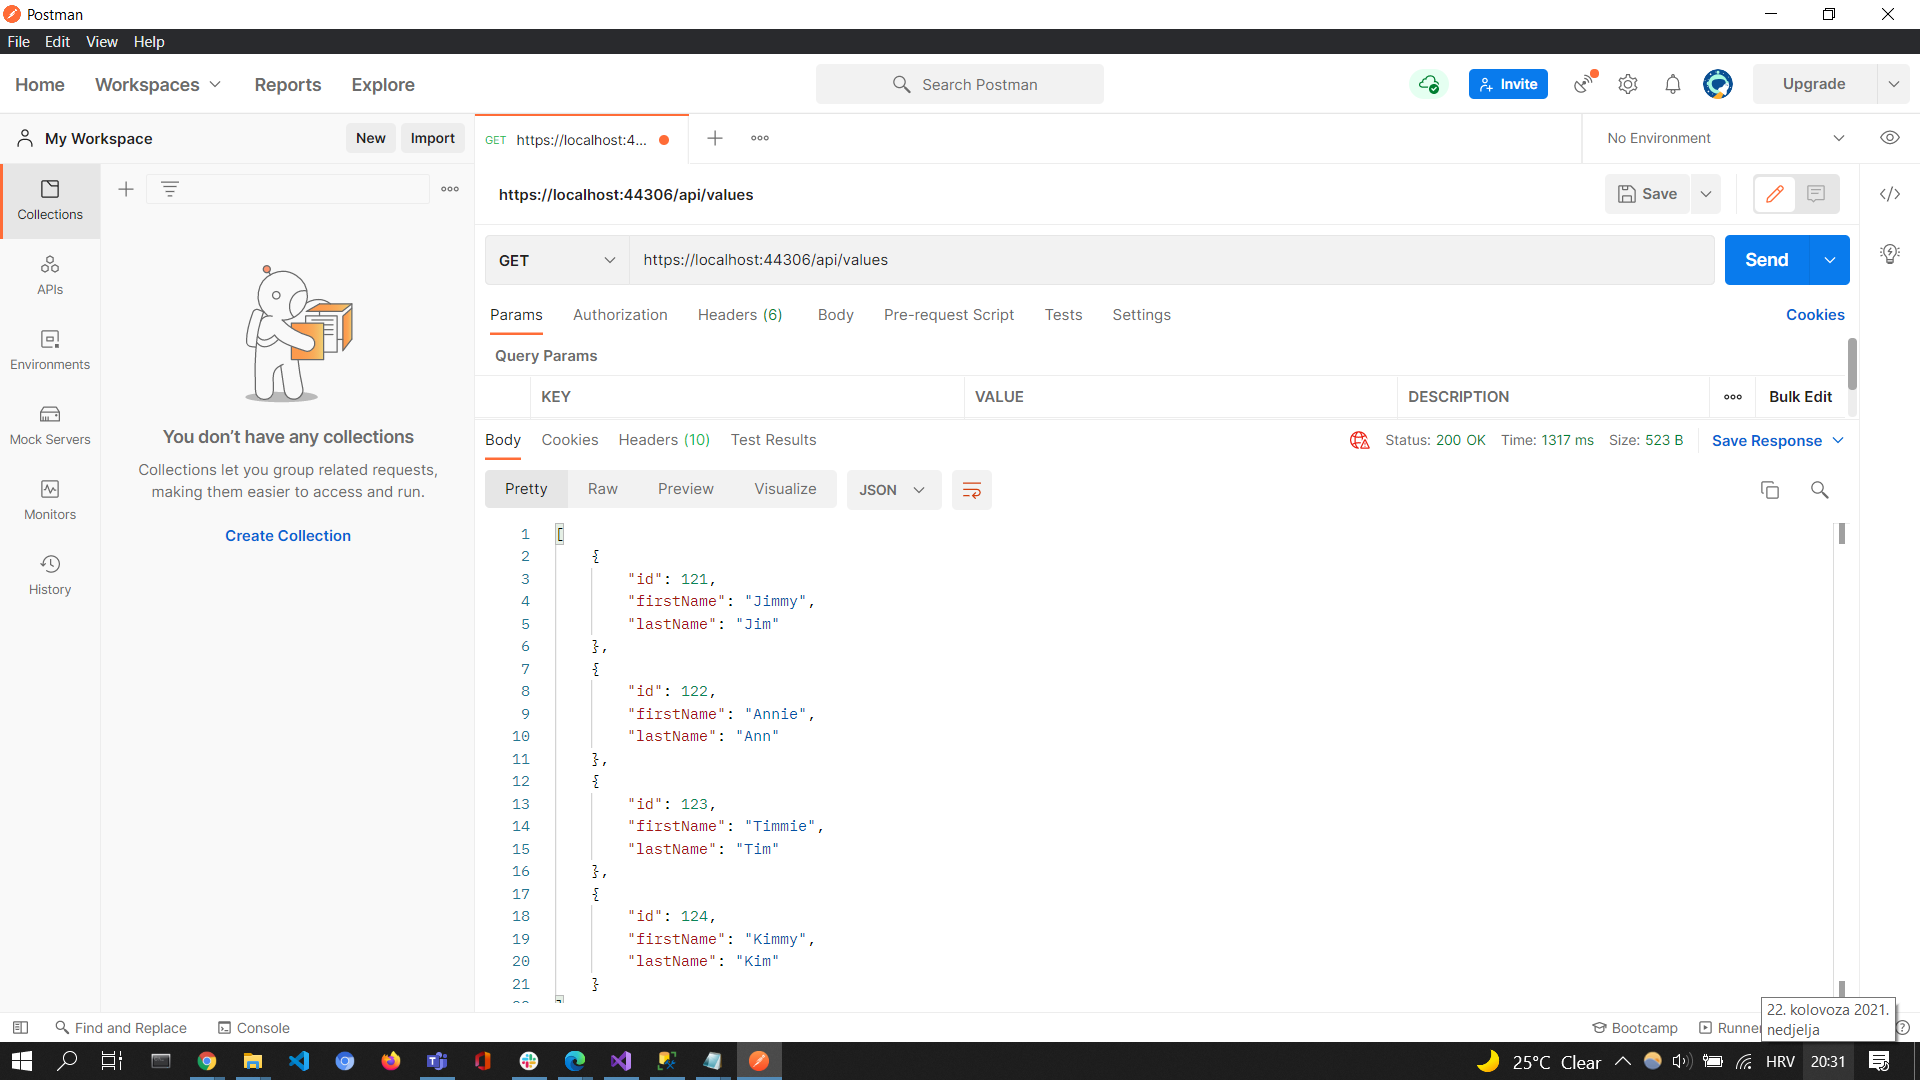 Postman
File Edit View Help
Home Workspaces Reports Explore Search Postman Invite Upgrade
My Workspace New Import GET https://localhost:4... No Environment
Collections
https://localhost:44306/api/values Save
GET https://localhost:44306/api/values Send
APIs
Params Authorization Headers (6) Body Pre-request Script Tests Settings Cookies
Query Params
Environments
KEY VALUE DESCRIPTION Bulk Edit
Mock Servers
You don't have any collections
Collections let you group related requests,
making them easier to access and run.
Create Collection
Monitors
History
Body Cookies Headers (10) Test Results Status: 200 OK Time: 1317 ms Size: 523 B Save Response
Pretty Raw Preview Visualize JSON
1 [
2 {
3 "id": 121,
4 "firstName": "Jimmy",
5 "lastName": "Jim"
6 },
7 {
8 "id": 122,
9 "firstName": "Annie",
10 "lastName": "Ann"
11 },
12 {
13 "id": 123,
14 "firstName": "Timmie",
15 "lastName": "Tim"
16 },
17 {
18 "id": 124,
19 "firstName": "Kimmy",
20 "lastName": "Kim"
21 }
22 ]
Find and Replace Console Bootcamp Runner
22. kolovoza 2021.
nedjelja
25°C Clear HRV 20:31